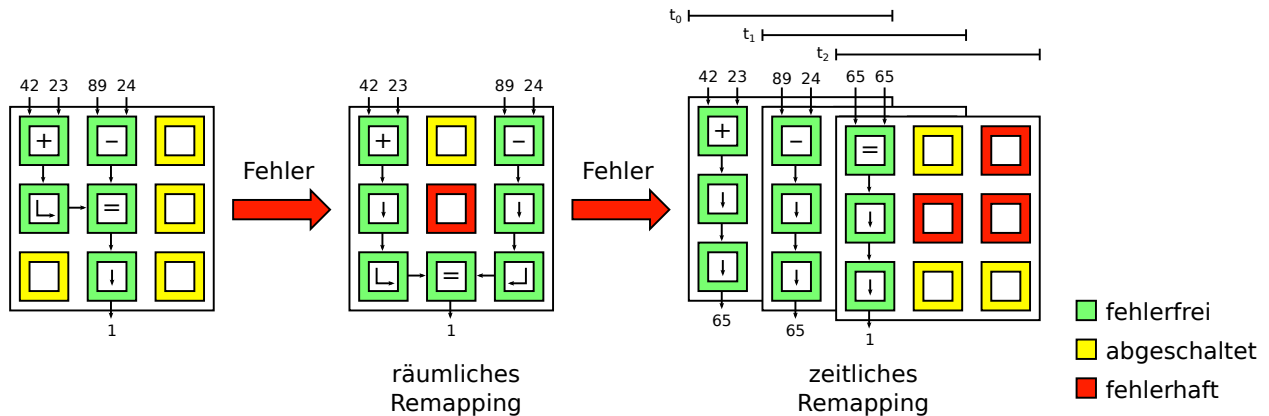 t0
t1
t2
42 23 89 24
42 23 89 24
42 23 89 24 65 65
+ –
+ –
+ – =
Fehler
Fehler
=
=
1
1
65 65 1
räumliches
Remapping
zeitliches
Remapping
fehlerfrei
abgeschaltet
fehlerhaft